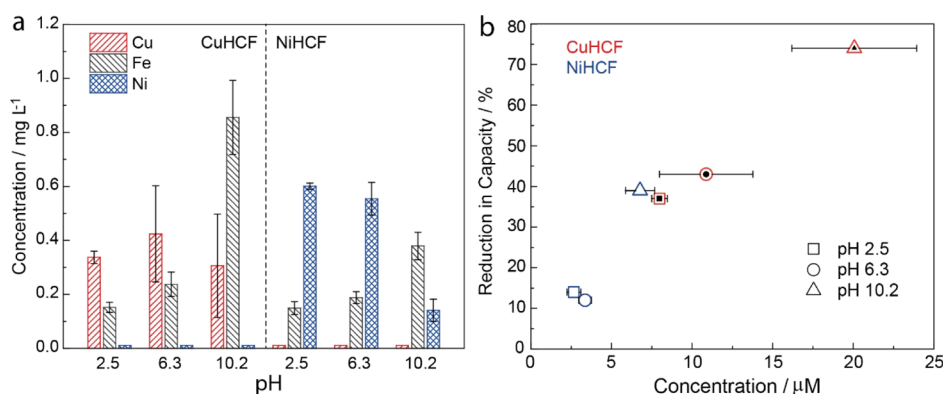 a
Cu
Fe
Ni
CuHCF
NiHCF
Concentration / mg L⁻¹
1.2
1.0
0.8
0.6
0.4
0.2
0.0
2.5 6.3 10.2 2.5 6.3 10.2
pH
b
CuHCF
NiHCF
Reduction in Capacity / %
80
70
60
50
40
30
20
10
0
pH 2.5
pH 6.3
pH 10.2
0 5 10 15 20 25
Concentration / μM